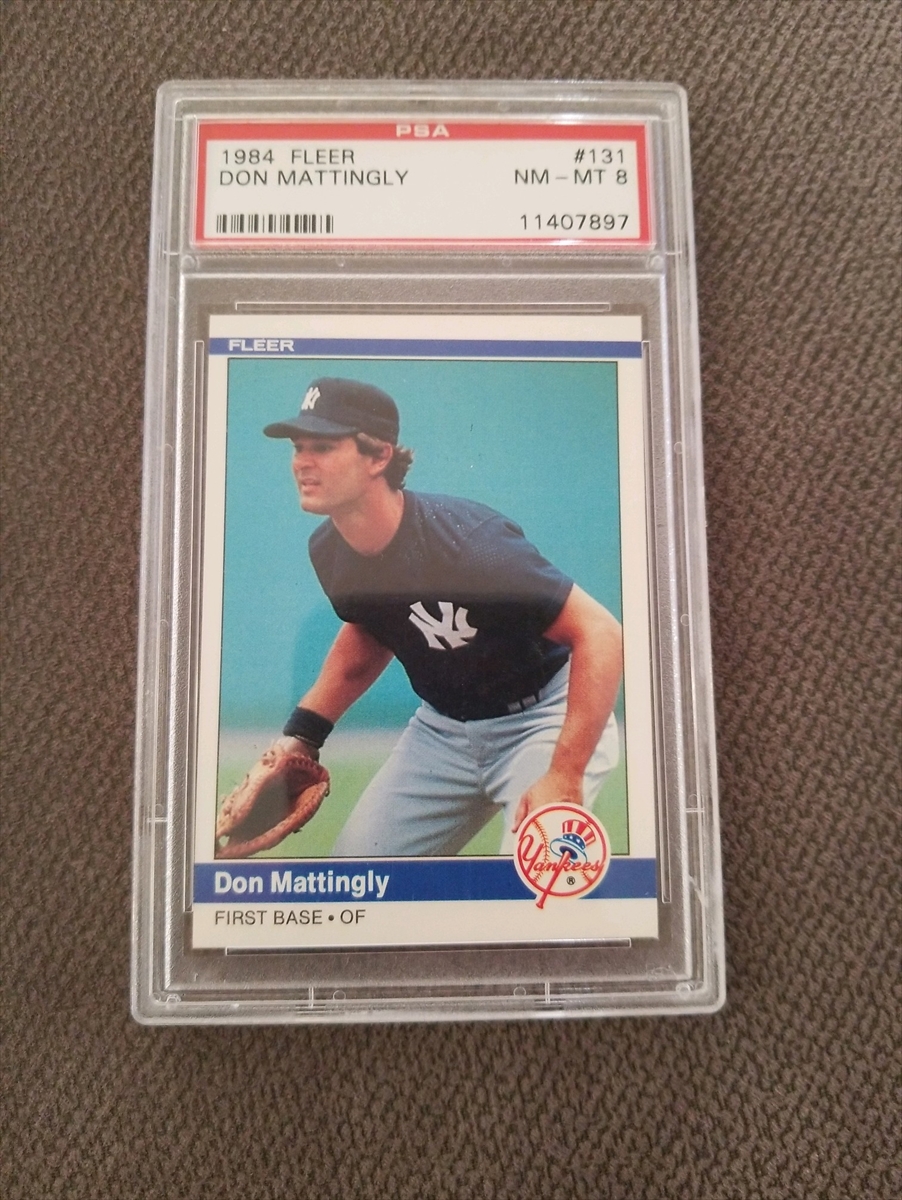 PSA
1984 FLEER #131
DON MATTINGLY NM-MT 8
11407897
FLEER
NY
NY
Yankees
®
Don Mattingly
FIRST BASE • OF